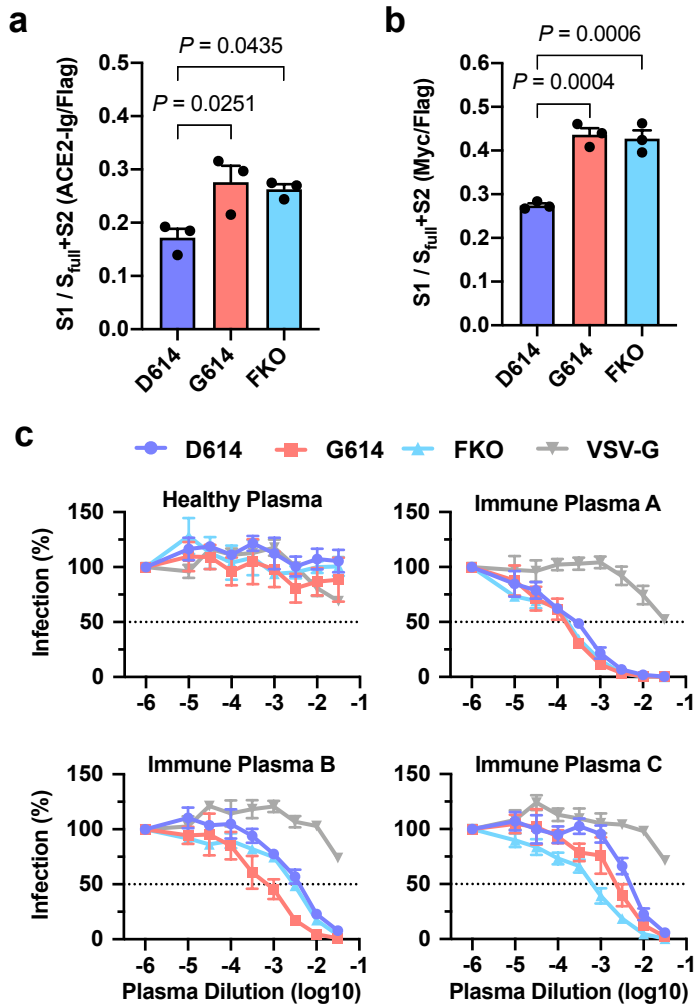 a
S1 / Sfull+S2 (ACE2-Ig/Flag)
0.5
0.4
0.3
0.2
0.1
0.0
P = 0.0435
P = 0.0251
D614
G614
FKO
b
S1 / Sfull+S2 (Myc/Flag)
0.6
0.5
0.4
0.3
0.2
0.1
0.0
P = 0.0006
P = 0.0004
D614
G614
FKO
c
D614 G614 FKO VSV-G
Healthy Plasma
Infection (%)
150
100
50
0
-6 -5 -4 -3 -2 -1
Immune Plasma A
150
100
50
0
-6 -5 -4 -3 -2 -1
Immune Plasma B
Infection (%)
150
100
50
0
-6 -5 -4 -3 -2 -1
Plasma Dilution (log10)
Immune Plasma C
150
100
50
0
-6 -5 -4 -3 -2 -1
Plasma Dilution (log10)